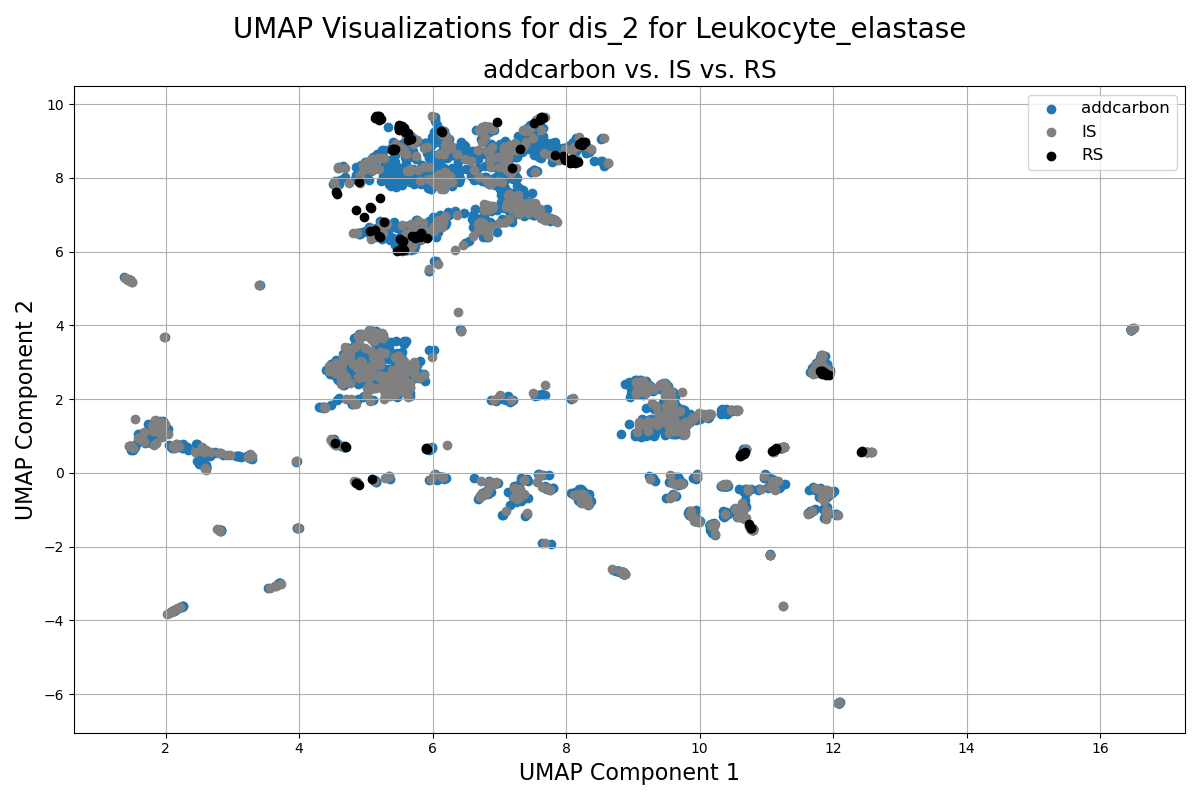 UMAP Visualizations for dis_2 for Leukocyte_elastase
addcarbon vs. IS vs. RS
addcarbon
IS
RS
10
8
6
4
2
0
−2
−4
−6
UMAP Component 2
2 4 6 8 10 12 14 16
UMAP Component 1